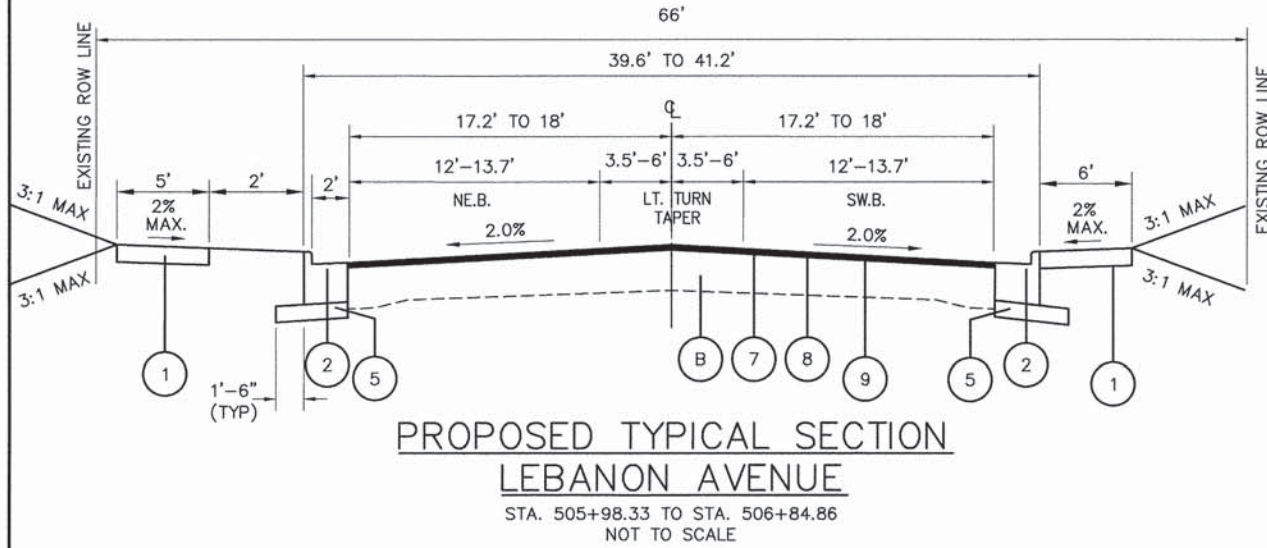 66'
EXISTING ROW LINE
39.6' TO 41.2'
EXISTING ROW LINE
℄
17.2' TO 18' 17.2' TO 18'
5' 2' 2' 12'-13.7' 3.5'-6' 3.5'-6' 12'-13.7' 6'
3:1 MAX 2% MAX. NE.B. LT. TURN TAPER SW.B. 2% MAX. 3:1 MAX
2.0% 2.0%
3:1 MAX 3:1 MAX
1 2 5 B 7 8 9 5 2 1
1'-6"
(TYP)
PROPOSED TYPICAL SECTION
LEBANON AVENUE
STA. 505+98.33 TO STA. 506+84.86
NOT TO SCALE